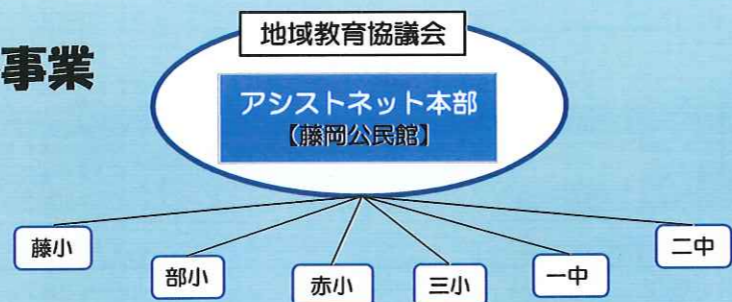 事業
地域教育協議会
アシストネット本部
【藤岡公民館】
藤小
部小
赤小
三小
一中
二中